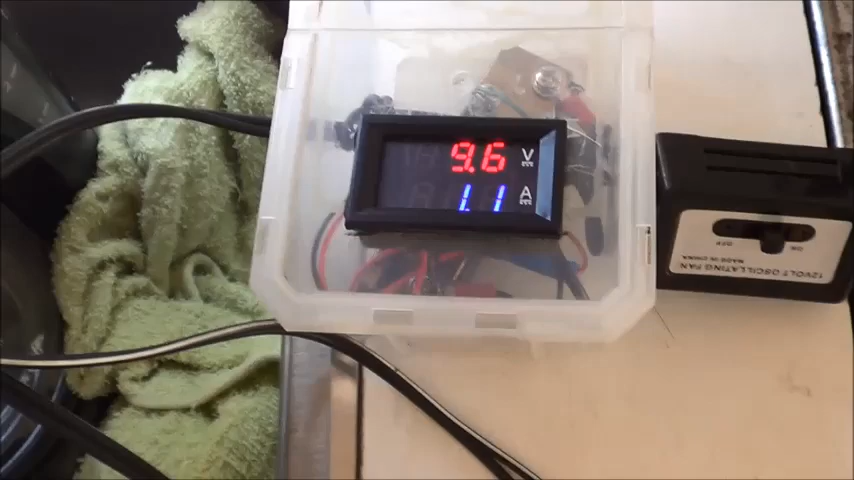 9.6 V
1.1 A
OFF ON
12VOLT OSCILLATING FAN
MADE IN CHINA